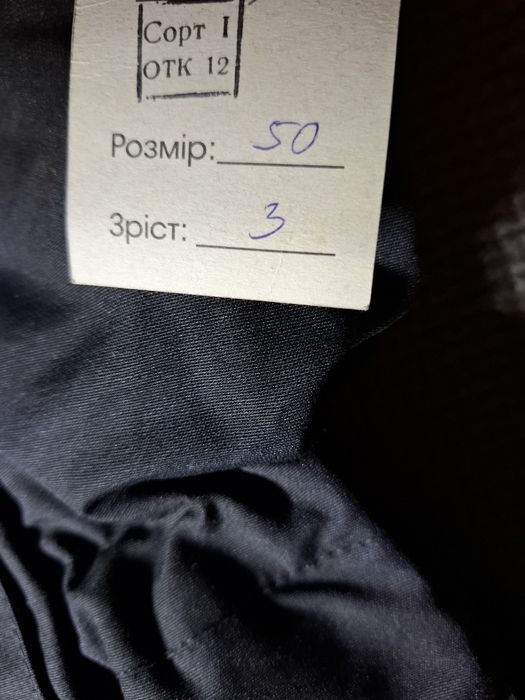 Сорт I
ОТК 12
Розмір: 50
Зріст: 3